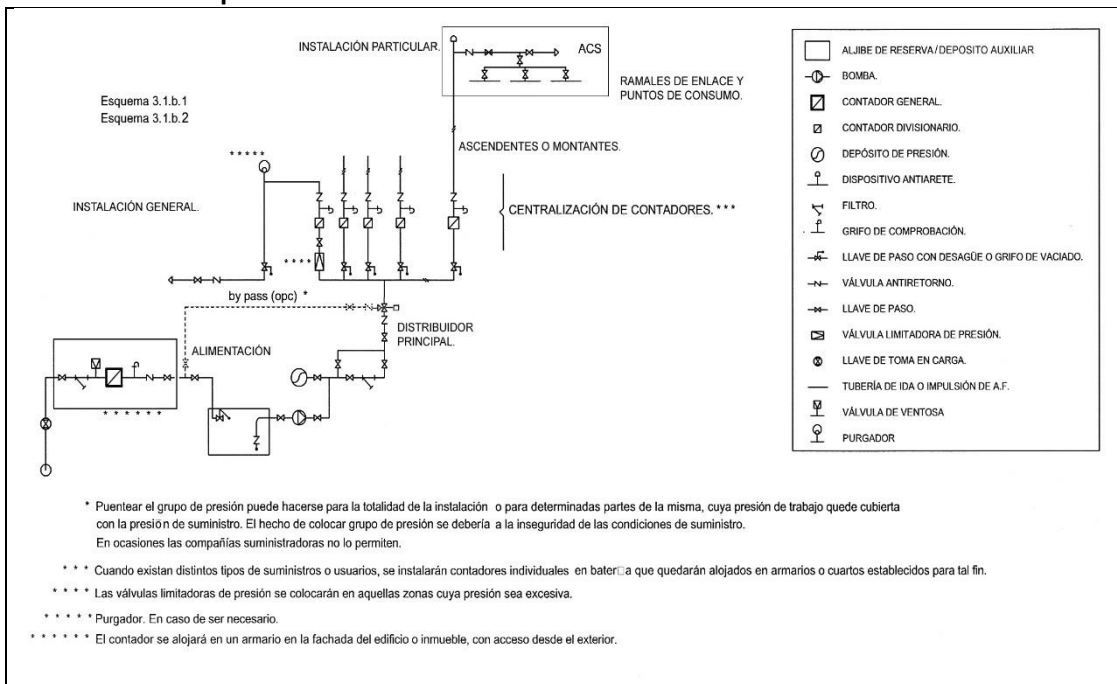 INSTALACIÓN PARTICULAR.
ACS
RAMALES DE ENLACE Y
PUNTOS DE CONSUMO.
Esquema 3.1.b.1
Esquema 3.1.b.2
ASCENDENTES O MONTANTES.
* * * * *
INSTALACIÓN GENERAL.
CENTRALIZACIÓN DE CONTADORES. * * *
* * * *
by pass (opc) *
DISTRIBUIDOR
PRINCIPAL.
ALIMENTACIÓN
* * * * * *
ALJIBE DE RESERVA/DEPOSITO AUXILIAR
BOMBA.
CONTADOR GENERAL.
CONTADOR DIVISIONARIO.
DEPÓSITO DE PRESIÓN.
DISPOSITIVO ANTIARETE.
FILTRO.
GRIFO DE COMPROBACIÓN.
LLAVE DE PASO CON DESAGÜE O GRIFO DE VACIADO.
VÁLVULA ANTIRETORNO.
LLAVE DE PASO.
VÁLVULA LIMITADORA DE PRESIÓN.
LLAVE DE TOMA EN CARGA.
TUBERÍA DE IDA O IMPULSIÓN DE A.F.
VÁLVULA DE VENTOSA
PURGADOR
* Puentear el grupo de presión puede hacerse para la totalidad de la instalación o para determinadas partes de la misma, cuya presión de trabajo quede cubierta
con la presión de suministro. El hecho de colocar grupo de presión se debería a la inseguridad de las condiciones de suministro.
En ocasiones las compañías suministradoras no lo permiten.
* * * Cuando existan distintos tipos de suministros o usuarios, se instalarán contadores individuales en bater□a que quedarán alojados en armarios o cuartos establecidos para tal fin.
* * * * Las válvulas limitadoras de presión se colocarán en aquellas zonas cuya presión sea excesiva.
* * * * * Purgador. En caso de ser necesario.
* * * * * * El contador se alojará en un armario en la fachada del edificio o inmueble, con acceso desde el exterior.